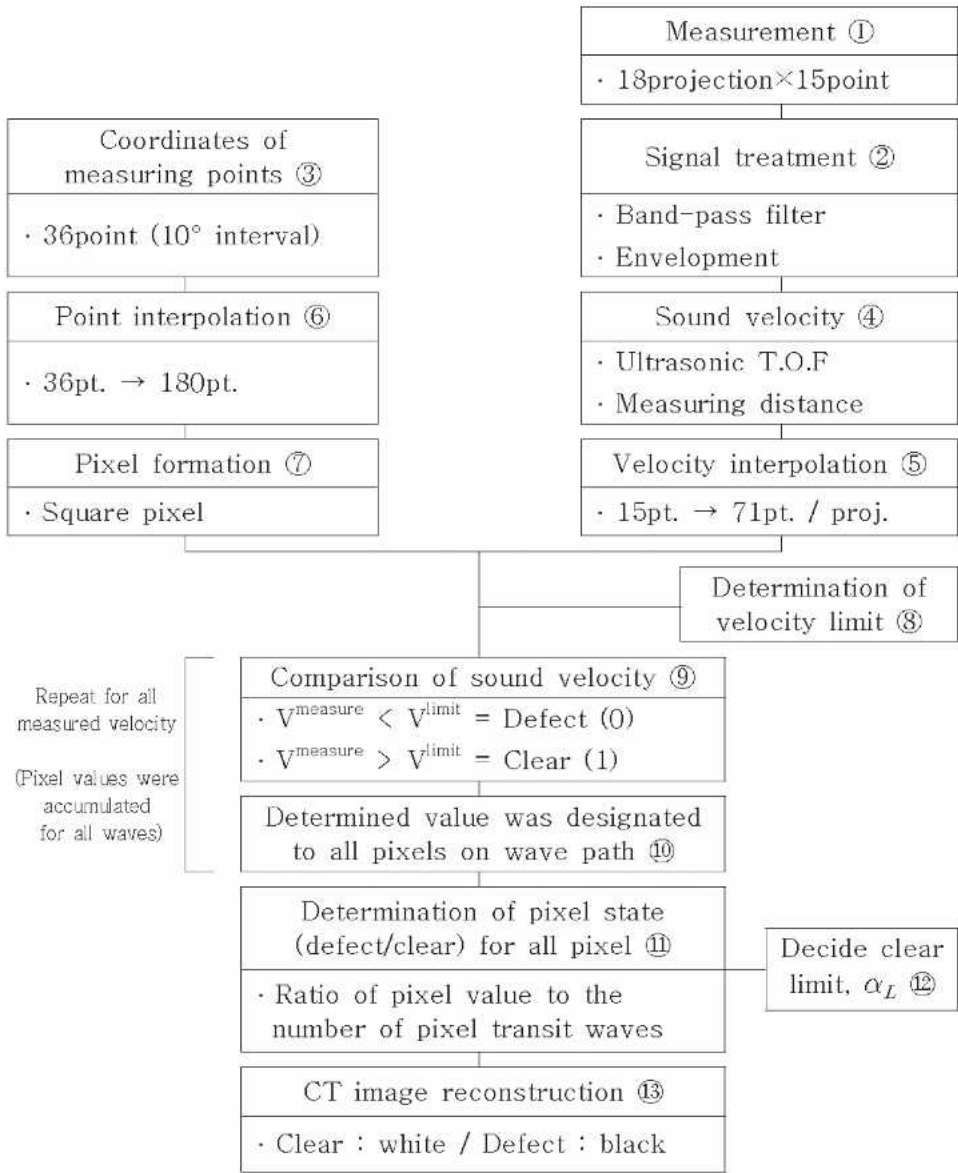 Measurement ①
· 18projection×15point
Coordinates of
measuring points ③
· 36point (10° interval)
Signal treatment ②
· Band-pass filter
· Envelopment
Point interpolation ⑥
· 36pt. → 180pt.
Sound velocity ④
· Ultrasonic T.O.F
· Measuring distance
Pixel formation ⑦
· Square pixel
Velocity interpolation ⑤
· 15pt. → 71pt. / proj.
Determination of
velocity limit ⑧
Repeat for all
measured velocity
(Pixel values were
accumulated
for all waves)
Comparison of sound velocity ⑨
· V^measure < V^limit = Defect (0)
· V^measure > V^limit = Clear (1)
Determined value was designated
to all pixels on wave path ⑩
Determination of pixel state
(defect/clear) for all pixel ⑪
· Ratio of pixel value to the
number of pixel transit waves
Decide clear
limit, α_L ⑫
CT image reconstruction ⑬
· Clear : white / Defect : black